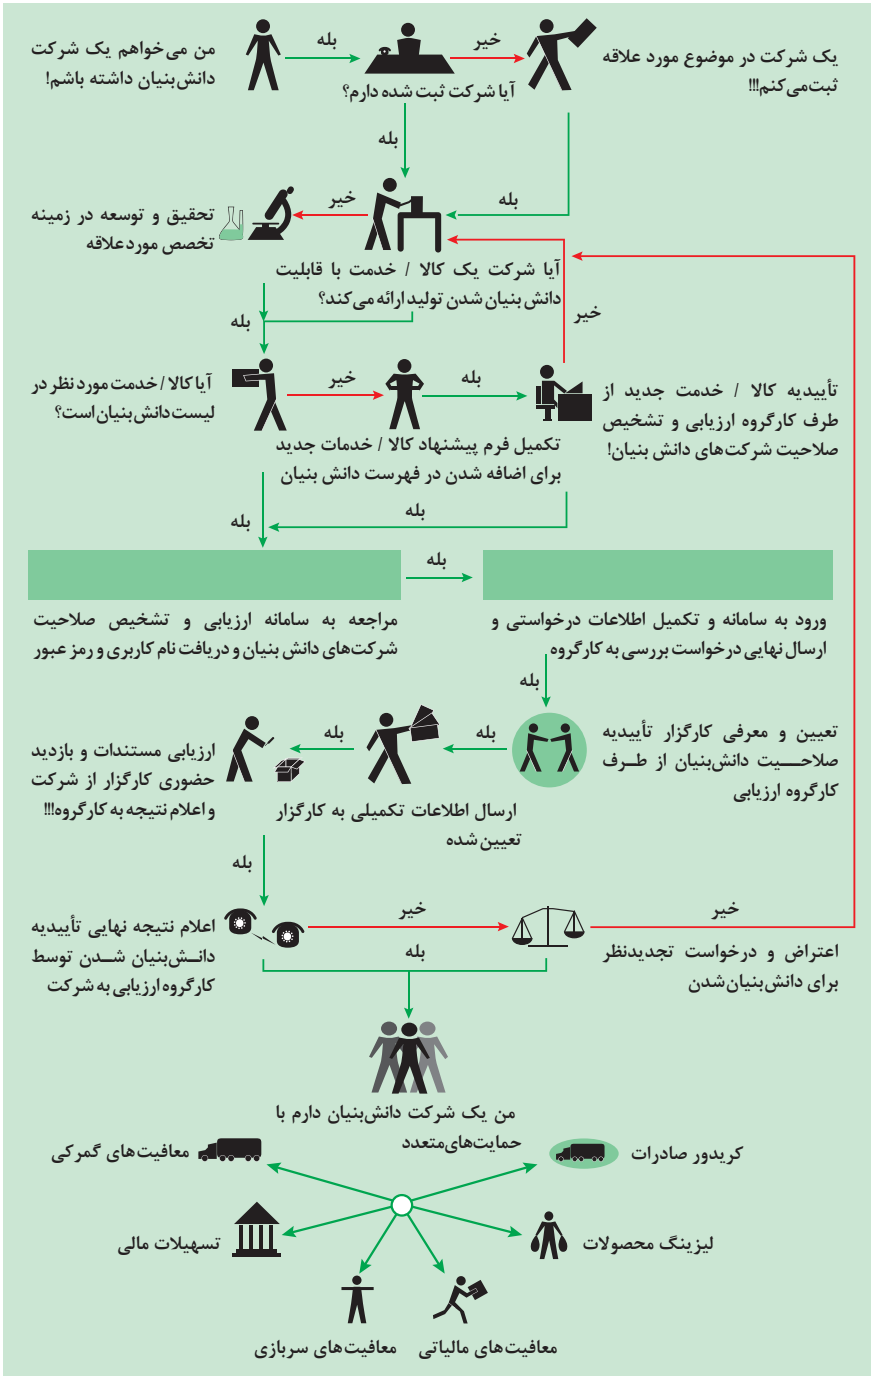 من می‌خواهم یک شرکت
دانش‌بنیان داشته باشم!
بله
آیا شرکت ثبت شده دارم؟
خیر
یک شرکت در موضوع مورد علاقه
ثبت‌می‌کنم!!!
بله
بله
خیر
تحقیق و توسعه در زمینه
تخصص مورد علاقه
آیا شرکت یک کالا / خدمت با قابلیت
دانش‌بنیان شدن تولید ارائه می‌کند؟
خیر
بله
آیا کالا / خدمت مورد نظر در
لیست دانش‌بنیان است؟
خیر
بله
تکمیل فرم پیشنهاد کالا / خدمات جدید
برای اضافه شدن در فهرست دانش بنیان
تأییدیه کالا / خدمت جدید از
طرف کارگروه ارزیابی و تشخیص
صلاحیت شرکت‌های دانش بنیان!
بله
بله
بله
مراجعه به سامانه ارزیابی و تشخیص صلاحیت
شرکت‌های دانش بنیان و دریافت نام کاربری و رمز عبور
ورود به سامانه و تکمیل اطلاعات درخواستی و
ارسال نهایی درخواست بررسی به کارگروه
بله
تعیین و معرفی کارگزار تأییدیه
صلاحـــیت دانش‌بنیان از طــرف
کارگروه ارزیابی
بله
ارسال اطلاعات تکمیلی به کارگزار
تعیین شده
بله
ارزیابی مستندات و بازدید
حضوری کارگزار از شرکت
و اعلام نتیجه به کارگروه!!!
بله
اعلام نتیجه نهایی تأییدیه
دانــش‌بنیان شــدن توسط
کارگروه ارزیابی به شرکت
خیر
بله
خیر
اعتراض و درخواست تجدیدنظر
برای دانش‌بنیان‌شدن
من یک شرکت دانش‌بنیان دارم با
حمایت‌های‌متعدد
کریدور صادرات
معافیت‌های گمرکی
لیزینگ محصولات
تسهیلات مالی
معافیت‌های مالیاتی
معافیت‌های سربازی